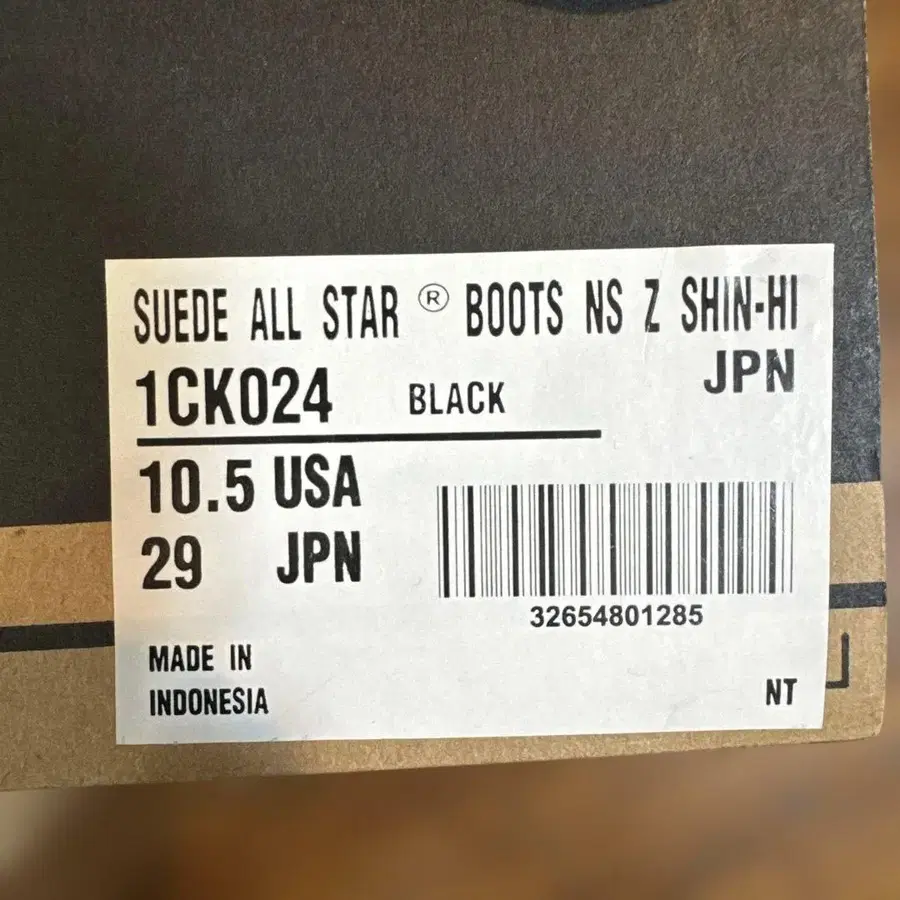 SUEDE ALL STAR ® BOOTS NS Z SHIN-HI
JPN
1CK024 BLACK
10.5 USA
29 JPN
32654801285
MADE IN
INDONESIA
NT